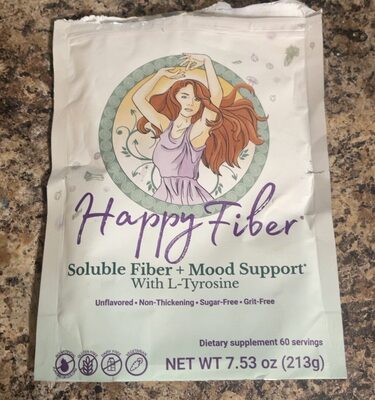 Happy Fiber®
Soluble Fiber + Mood Support*
With L-Tyrosine
Unflavored • Non-Thickening • Sugar-Free • Grit-Free
Dietary supplement 60 servings
NET WT 7.53 oz (213g)